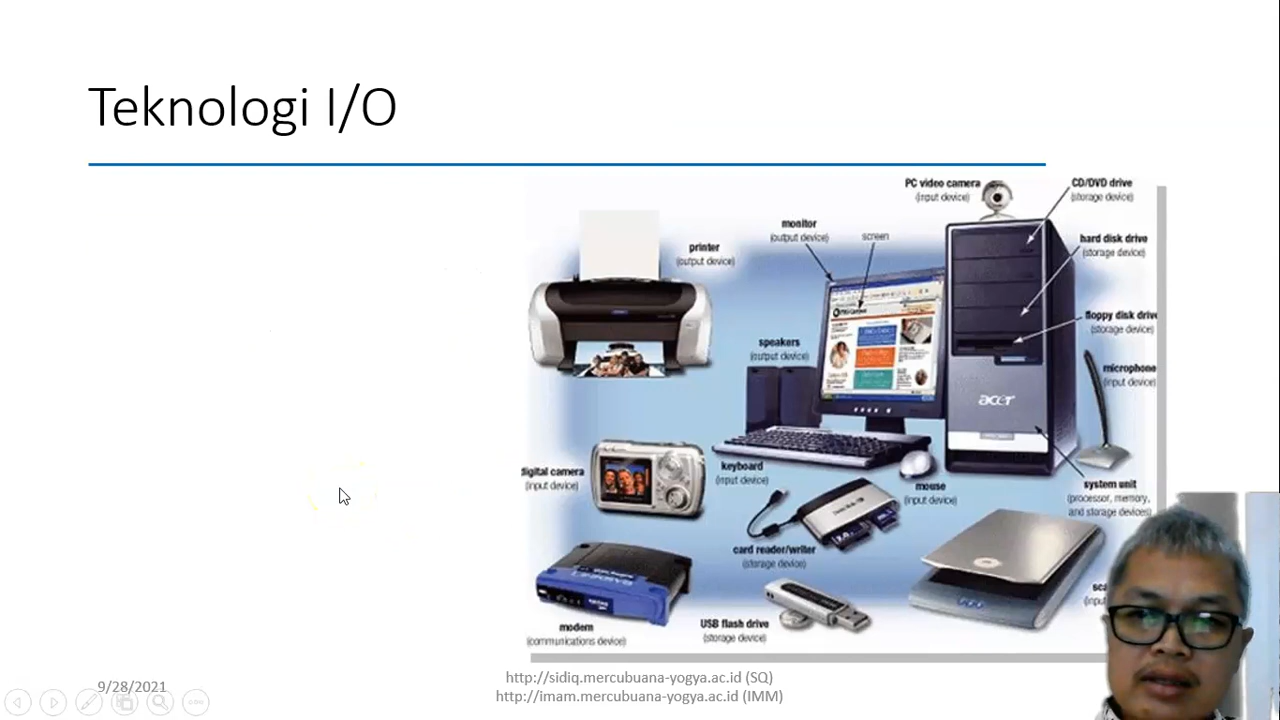 Teknologi I/O
PC video camera
(input device)
CD/DVD drive
(storage device)
monitor
(output device)
screen
printer
(output device)
hard disk drive
(storage device)
floppy disk drive
(storage device)
speakers
(output device)
microphone
(input device)
acer
digital camera
(input device)
keyboard
(input device)
mouse
(input device)
system unit
(processor, memory,
and storage devices)
card reader/writer
(storage device)
modem
(communications device)
USB flash drive
(storage device)
9/28/2021
http://sidiq.mercubuana-yogya.ac.id (SQ)
http://imam.mercubuana-yogya.ac.id (IMM)